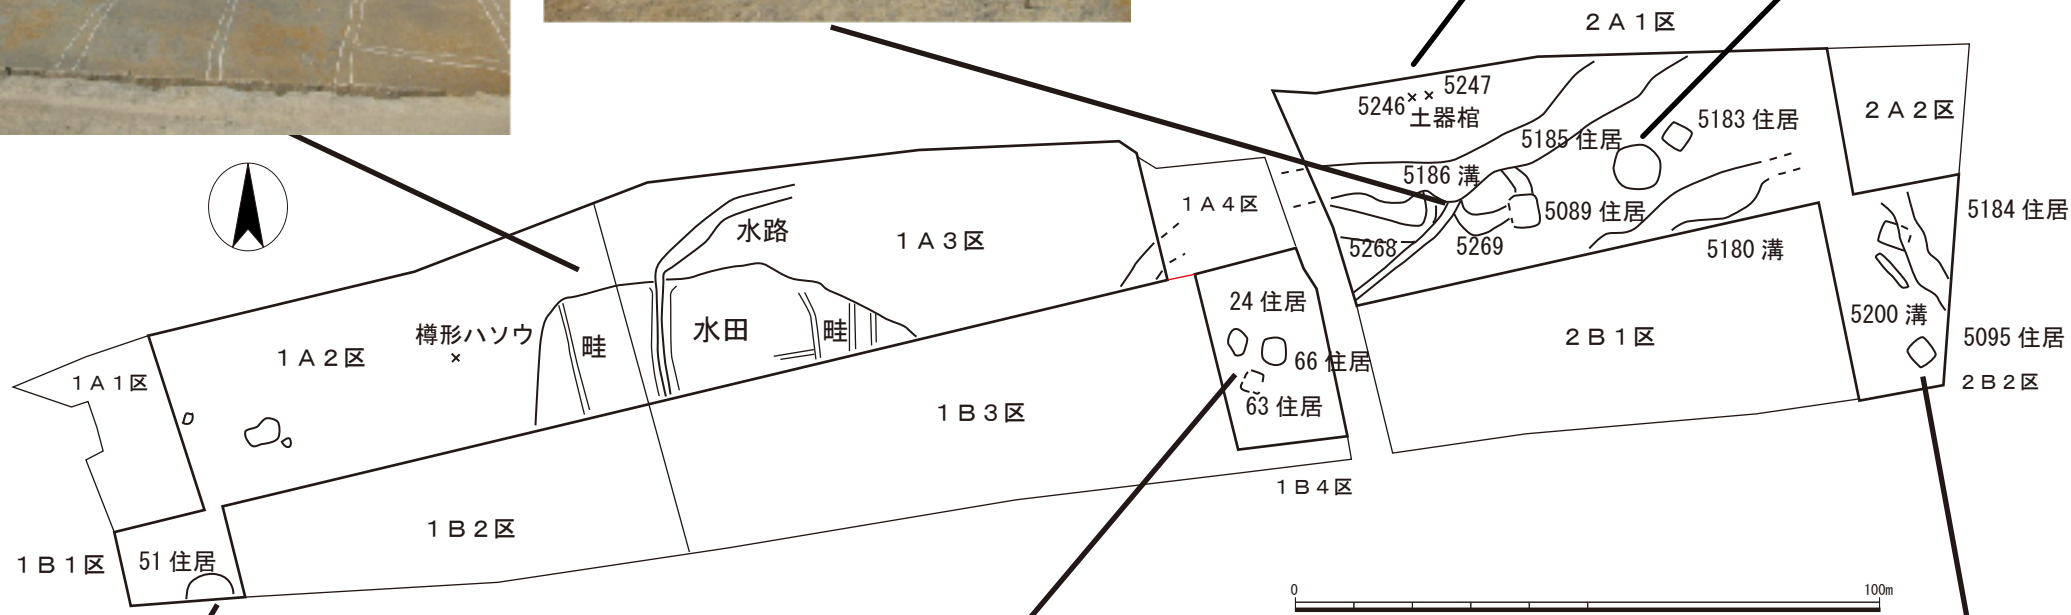 ２Ａ１区
5247
5246
土器棺
２Ａ２区
5183 住居
5185 住居
5186 溝
１Ａ４区
5089 住居
5184 住居
水路
１Ａ３区
5268
5269
5180 溝
24 住居
水田
畦
畦
樽形ハソウ
１Ａ２区
１Ａ１区
5200 溝
２Ｂ１区
5095 住居
66 住居
２Ｂ２区
63 住居
１Ｂ３区
１Ｂ４区
１Ｂ２区
１Ｂ１区
51 住居
0
100m